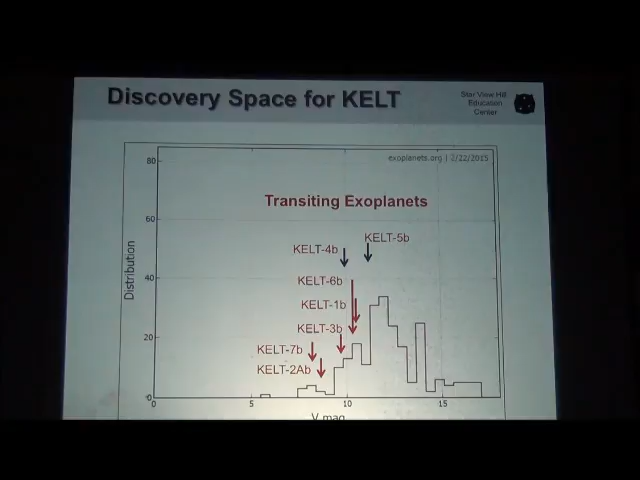 Discovery Space for KELT
Star View Hill
Education
Center
exoplanets.org | 2/22/2015
Transiting Exoplanets
KELT-5b
KELT-4b
KELT-6b
KELT-1b
KELT-3b
KELT-7b
KELT-2Ab
Distribution
80
60
40
20
0
0
5
10
15
V mag